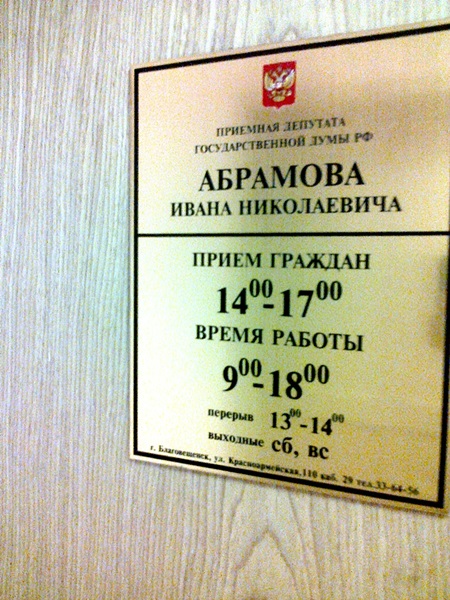 ПРИЕМНАЯ ДЕПУТАТА
ГОСУДАРСТВЕННОЙ ДУМЫ РФ
АБРАМОВА
ИВАНА НИКОЛАЕВИЧА
ПРИЕМ ГРАЖДАН
14⁰⁰-17⁰⁰
ВРЕМЯ РАБОТЫ
9⁰⁰-18⁰⁰
перерыв 13⁰⁰-14⁰⁰
выходные сб, вс
г. Благовещенск, ул. Красноармейская,110 каб. 29 тел.33-64-56